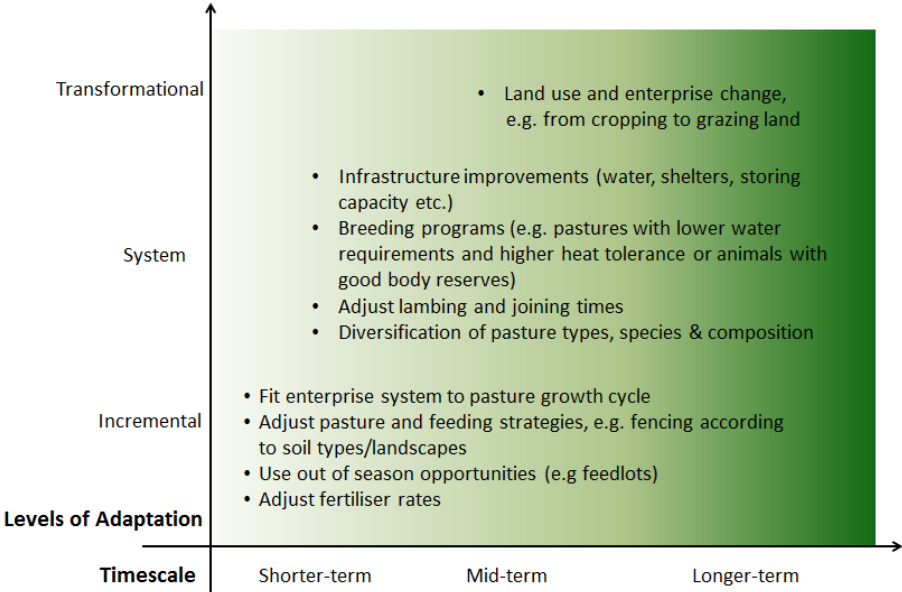 Transformational
• Land use and enterprise change,
e.g. from cropping to grazing land
System
• Infrastructure improvements (water, shelters, storing
capacity etc.)
• Breeding programs (e.g. pastures with lower water
requirements and higher heat tolerance or animals with
good body reserves)
• Adjust lambing and joining times
• Diversification of pasture types, species & composition
Incremental
• Fit enterprise system to pasture growth cycle
• Adjust pasture and feeding strategies, e.g. fencing according
to soil types/landscapes
• Use out of season opportunities (e.g feedlots)
• Adjust fertiliser rates
Levels of Adaptation
Timescale Shorter-term Mid-term Longer-term